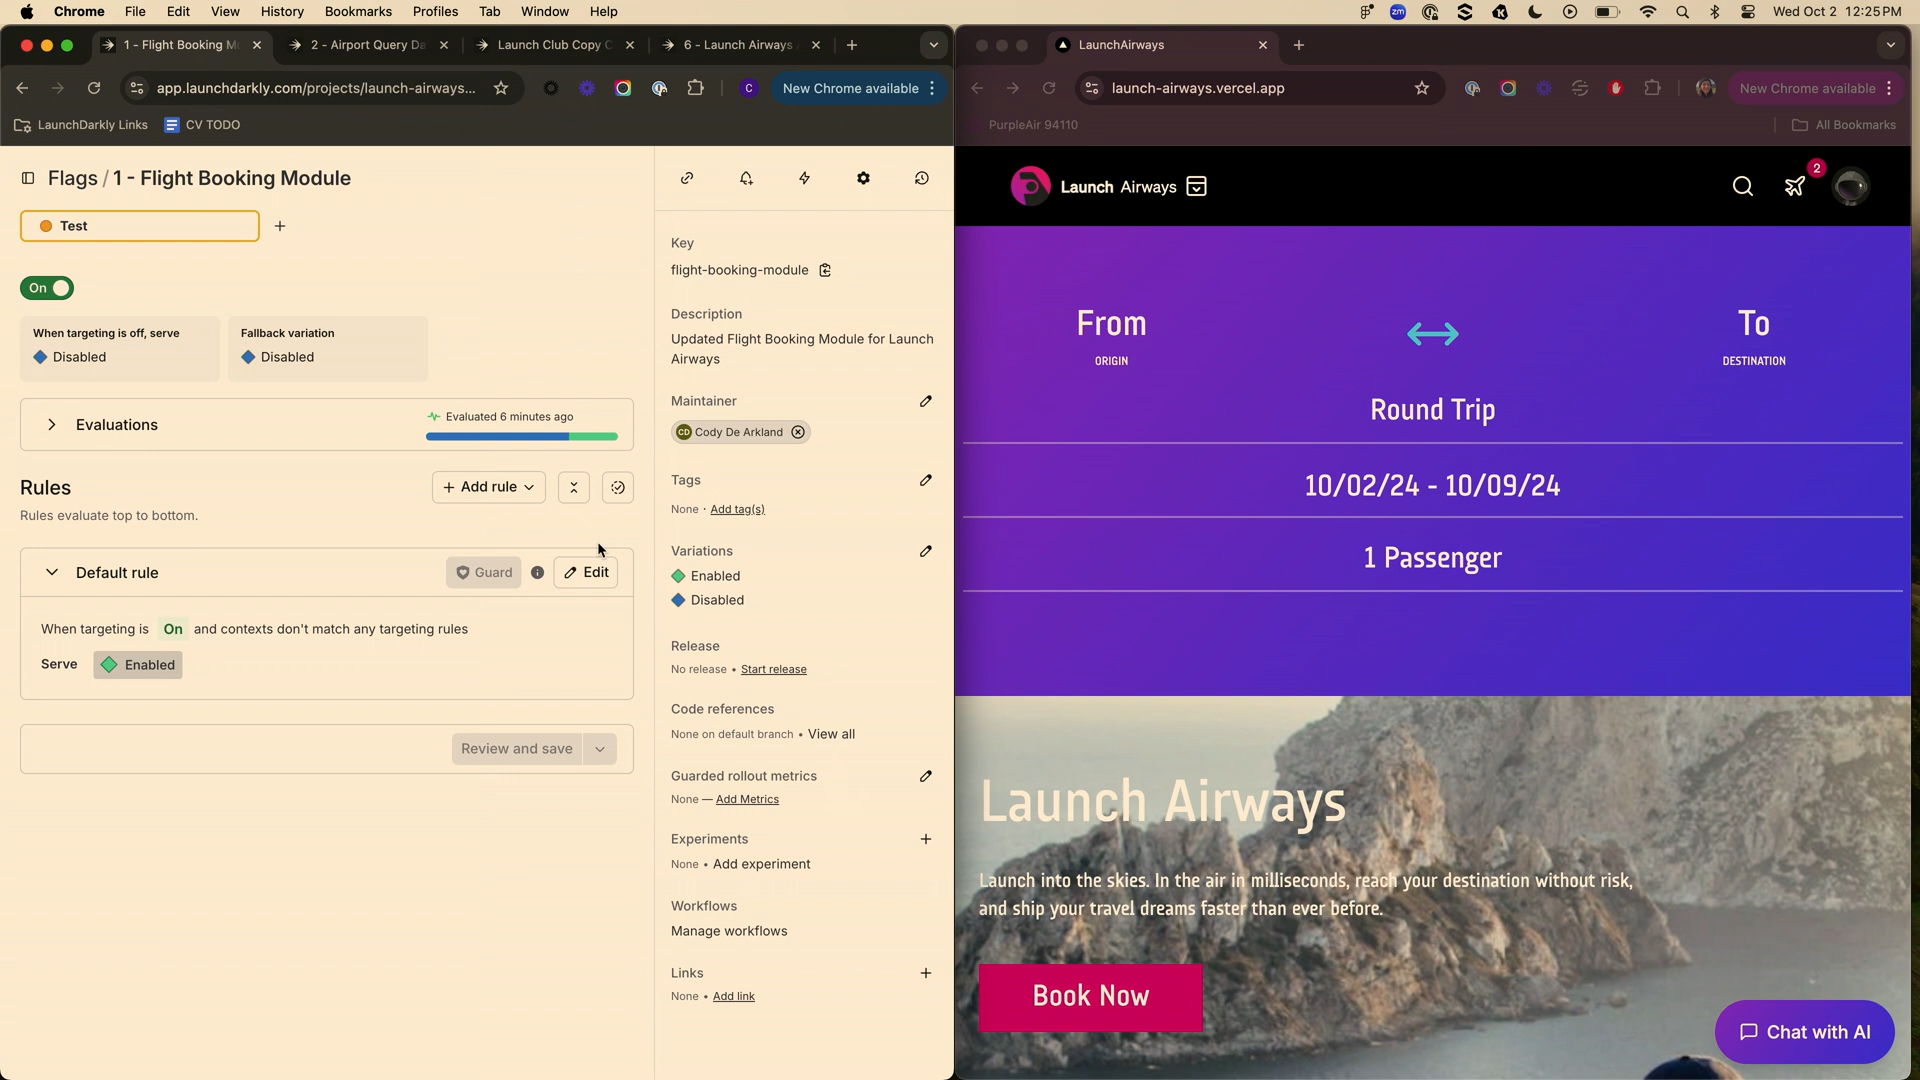 Chrome File Edit View History Bookmarks Profiles Tab Window Help
zm
Wed Oct 2 12:25 PM
1 - Flight Booking M
2 - Airport Query Da
Launch Club Copy C
6 - Launch Airways
app.launchdarkly.com/projects/launch-airways...
C
New Chrome available
LaunchDarkly Links
CV TODO
Flags / 1 - Flight Booking Module
Test
On
When targeting is off, serve
Disabled
Fallback variation
Disabled
Evaluations
Evaluated 6 minutes ago
Rules
Add rule
Rules evaluate top to bottom.
Default rule
Guard
Edit
When targeting is On and contexts don't match any targeting rules
Serve Enabled
Review and save
Key
flight-booking-module
Description
Updated Flight Booking Module for Launch
Airways
Maintainer
CD Cody De Arkland
Tags
None • Add tag(s)
Variations
Enabled
Disabled
Release
No release • Start release
Code references
None on default branch • View all
Guarded rollout metrics
None — Add Metrics
Experiments
None • Add experiment
Workflows
Manage workflows
Links
None • Add link
LaunchAirways
launch-airways.vercel.app
New Chrome available
PurpleAir 94110
All Bookmarks
Launch Airways
2
From
ORIGIN
To
DESTINATION
Round Trip
10/02/24 - 10/09/24
1 Passenger
Launch Airways
Launch into the skies. In the air in milliseconds, reach your destination without risk,
and ship your travel dreams faster than ever before.
Book Now
Chat with AI